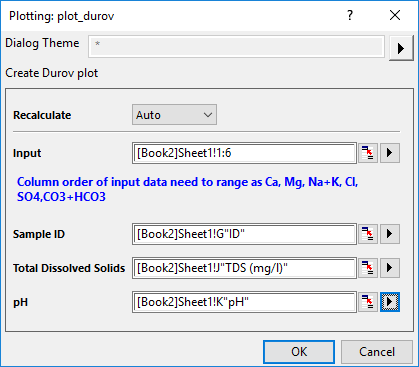 Plotting: plot_durov
Dialog Theme *
Create Durov plot
Recalculate Auto
Input [Book2]Sheet1!1:6
Column order of input data need to range as Ca, Mg, Na+K, Cl,
SO4,CO3+HCO3
Sample ID [Book2]Sheet1!G"ID"
Total Dissolved Solids [Book2]Sheet1!J"TDS (mg/l)"
pH [Book2]Sheet1!K"pH"
OK Cancel